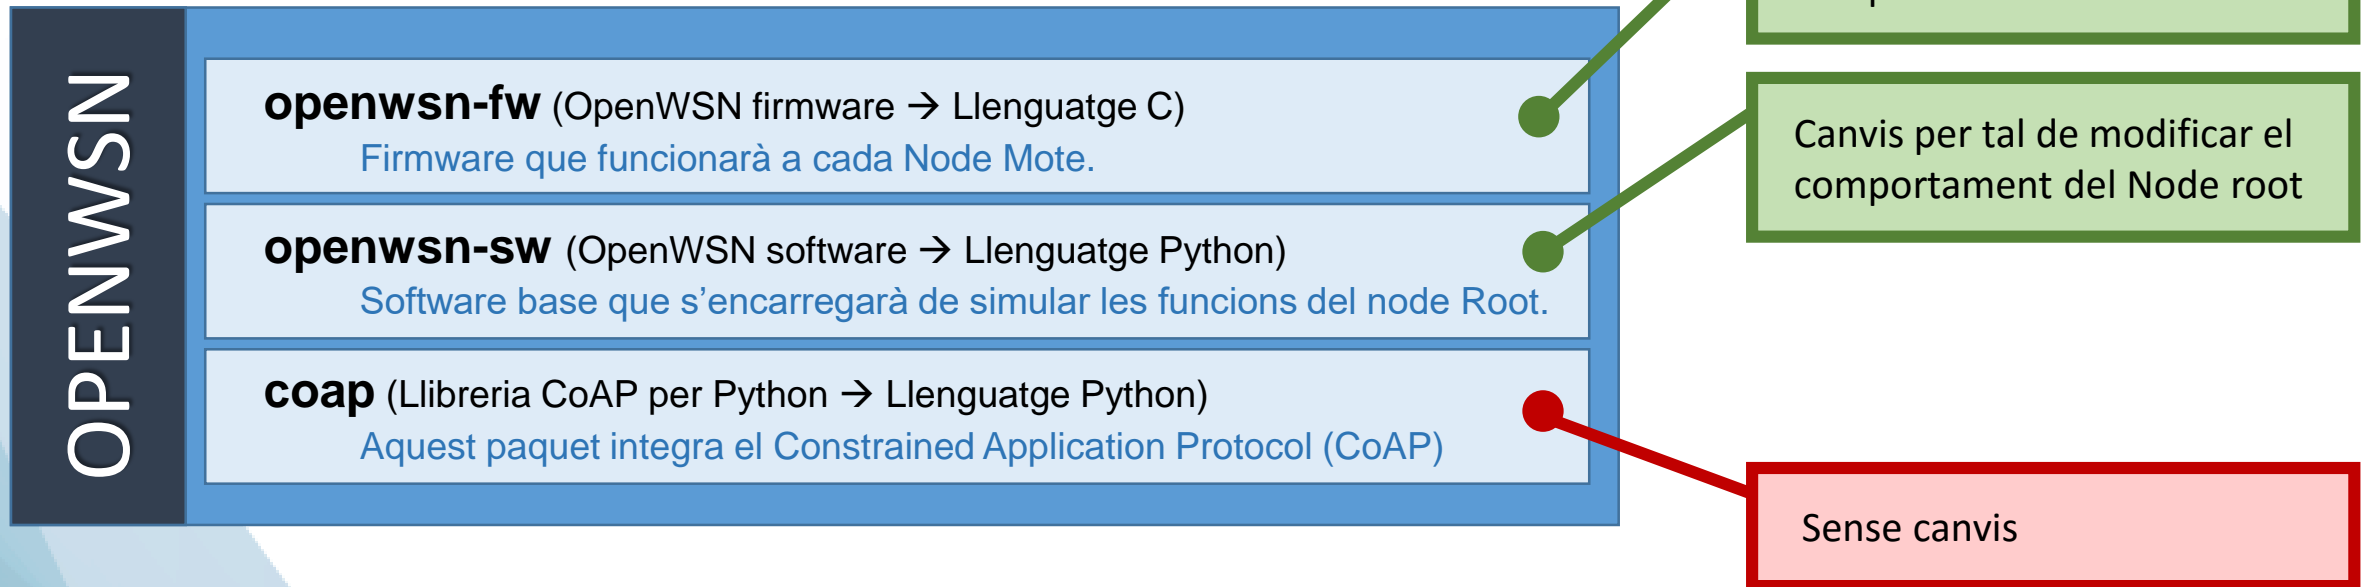 OPENWSN
openwsn-fw (OpenWSN firmware → Llenguatge C)
Firmware que funcionarà a cada Node Mote.
openwsn-sw (OpenWSN software → Llenguatge Python)
Software base que s’encarregarà de simular les funcions del node Root.
coap (Llibreria CoAP per Python → Llenguatge Python)
Aquest paquet integra el Constrained Application Protocol (CoAP)
Canvis per tal de modificar el
comportament del Node root
Sense canvis